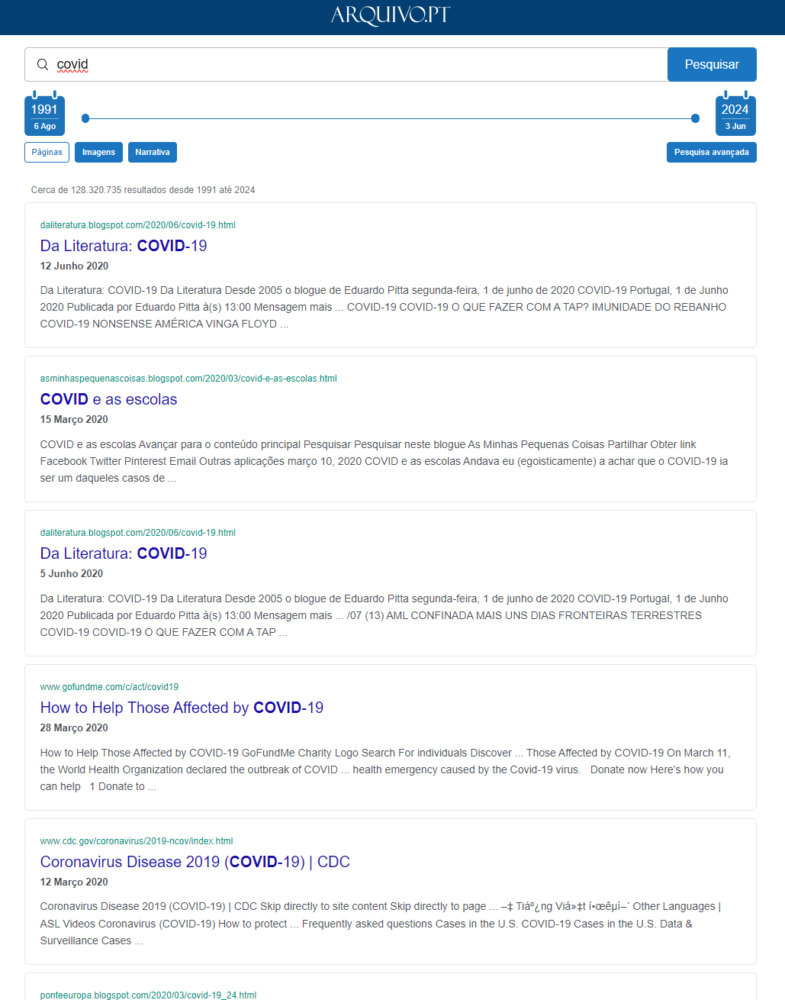 ARQUIVO.PT
covid
Pesquisar
1991
6 Ago
2024
3 Jun
Páginas
Imagens
Narrativa
Pesquisa avançada
Cerca de 128.320.735 resultados desde 1991 até 2024
daliteratura.blogspot.com/2020/06/covid-19.html
Da Literatura: COVID-19
12 Junho 2020
Da Literatura: COVID-19 Da Literatura Desde 2005 o blogue de Eduardo Pitta segunda-feira, 1 de junho de 2020 COVID-19 Portugal, 1 de Junho
2020 Publicada por Eduardo Pitta à(s) 13:00 Mensagem mais ... COVID-19 COVID-19 O QUE FAZER COM A TAP? IMUNIDADE DO REBANHO
COVID-19 NONSENSE AMÉRICA VINGA FLOYD ...
asminhaspequenascoisas.blogspot.com/2020/03/covid-e-as-escolas.html
COVID e as escolas
15 Março 2020
COVID e as escolas Avançar para o conteúdo principal Pesquisar Pesquisar neste blogue As Minhas Pequenas Coisas Partilhar Obter link
Facebook Twitter Pinterest Email Outras aplicações março 10, 2020 COVID e as escolas Andava eu (egoisticamente) a achar que o COVID-19 ia
ser um daqueles casos de ...
daliteratura.blogspot.com/2020/06/covid-19.html
Da Literatura: COVID-19
5 Junho 2020
Da Literatura: COVID-19 Da Literatura Desde 2005 o blogue de Eduardo Pitta segunda-feira, 1 de junho de 2020 COVID-19 Portugal, 1 de Junho
2020 Publicada por Eduardo Pitta à(s) 13:00 Mensagem mais ... /07 (13) AML CONFINADA MAIS UNS DIAS FRONTEIRAS TERRESTRES
COVID-19 COVID-19 O QUE FAZER COM A TAP ...
www.gofundme.com/c/act/covid19
How to Help Those Affected by COVID-19
28 Março 2020
How to Help Those Affected by COVID-19 GoFundMe Charity Logo Search For individuals Discover ... Those Affected by COVID-19 On March 11,
the World Health Organization declared the outbreak of COVID ... health emergency caused by the Covid-19 virus. Donate now Here’s how you
can help 1 Donate to ...
www.cdc.gov/coronavirus/2019-ncov/index.html
Coronavirus Disease 2019 (COVID-19) | CDC
12 Março 2020
Coronavirus Disease 2019 (COVID-19) | CDC Skip directly to site content Skip directly to page ... –‡ Tiáº¿ng Viá»‡t í•œêµì–´ Other Languages |
ASL Videos Coronavirus (COVID-19) How to protect ... Frequently asked questions Cases in the U.S. COVID-19 Cases in the U.S. Data &
Surveillance Cases ...
ponteeuropa.blogspot.com/2020/03/covid-19_24.html